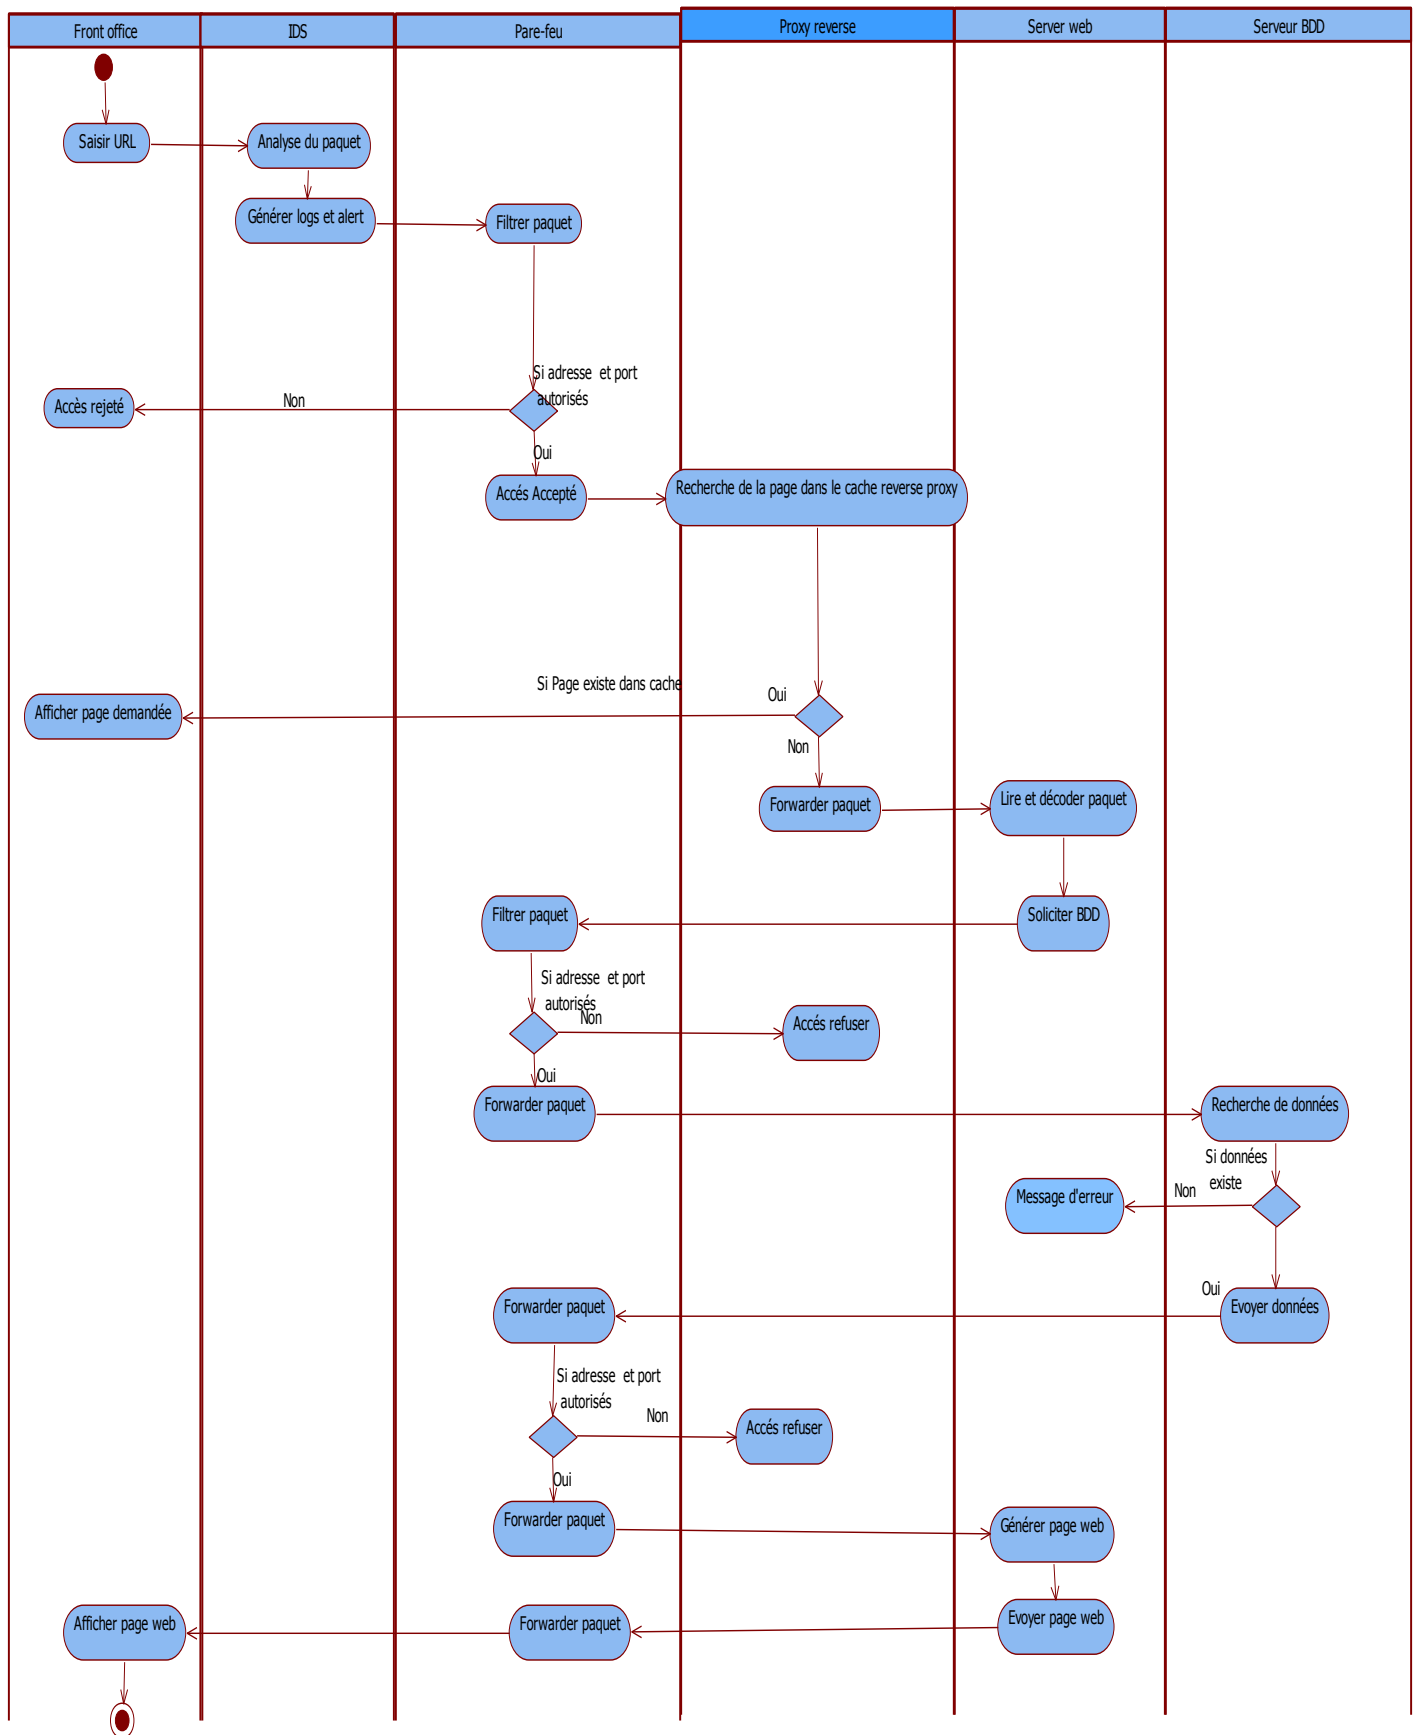 Front office
IDS
Pare-feu
Proxy reverse
Server web
Serveur BDD
Saisir URL
Analyse du paquet
Générer logs et alert
Filtrer paquet
Si adresse et port
autorisés
Non
Accès rejeté
Oui
Accés Accepté
Recherche de la page dans le cache reverse proxy
Si Page existe dans cache
Oui
Afficher page demandée
Non
Forwarder paquet
Lire et décoder paquet
Soliciter BDD
Filtrer paquet
Si adresse et port
autorisés
Non
Accés refuser
Oui
Forwarder paquet
Recherche de données
Si données
existe
Non
Message d'erreur
Oui
Evoyer données
Forwarder paquet
Si adresse et port
autorisés
Non
Accés refuser
Oui
Forwarder paquet
Générer page web
Evoyer page web
Forwarder paquet
Afficher page web